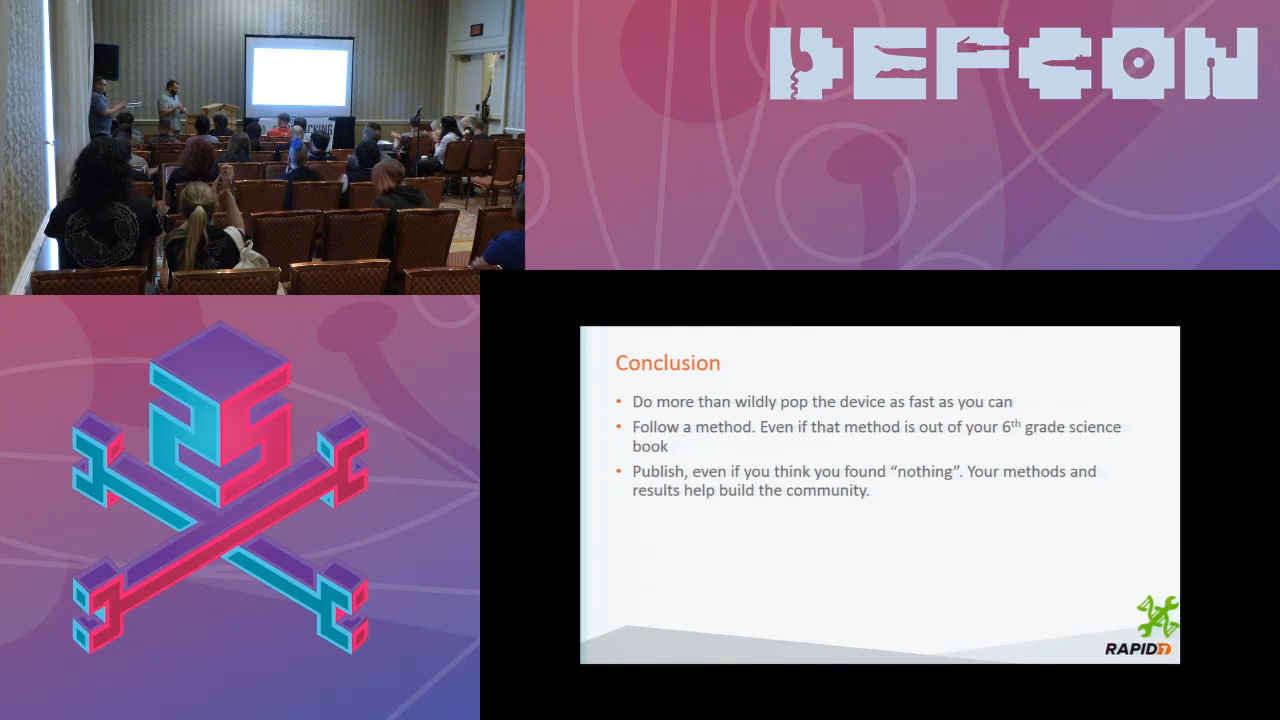 DEFCON
Conclusion
• Do more than wildly pop the device as fast as you can
• Follow a method. Even if that method is out of your 6th grade science
book
• Publish, even if you think you found “nothing”. Your methods and
results help build the community.
RAPID7